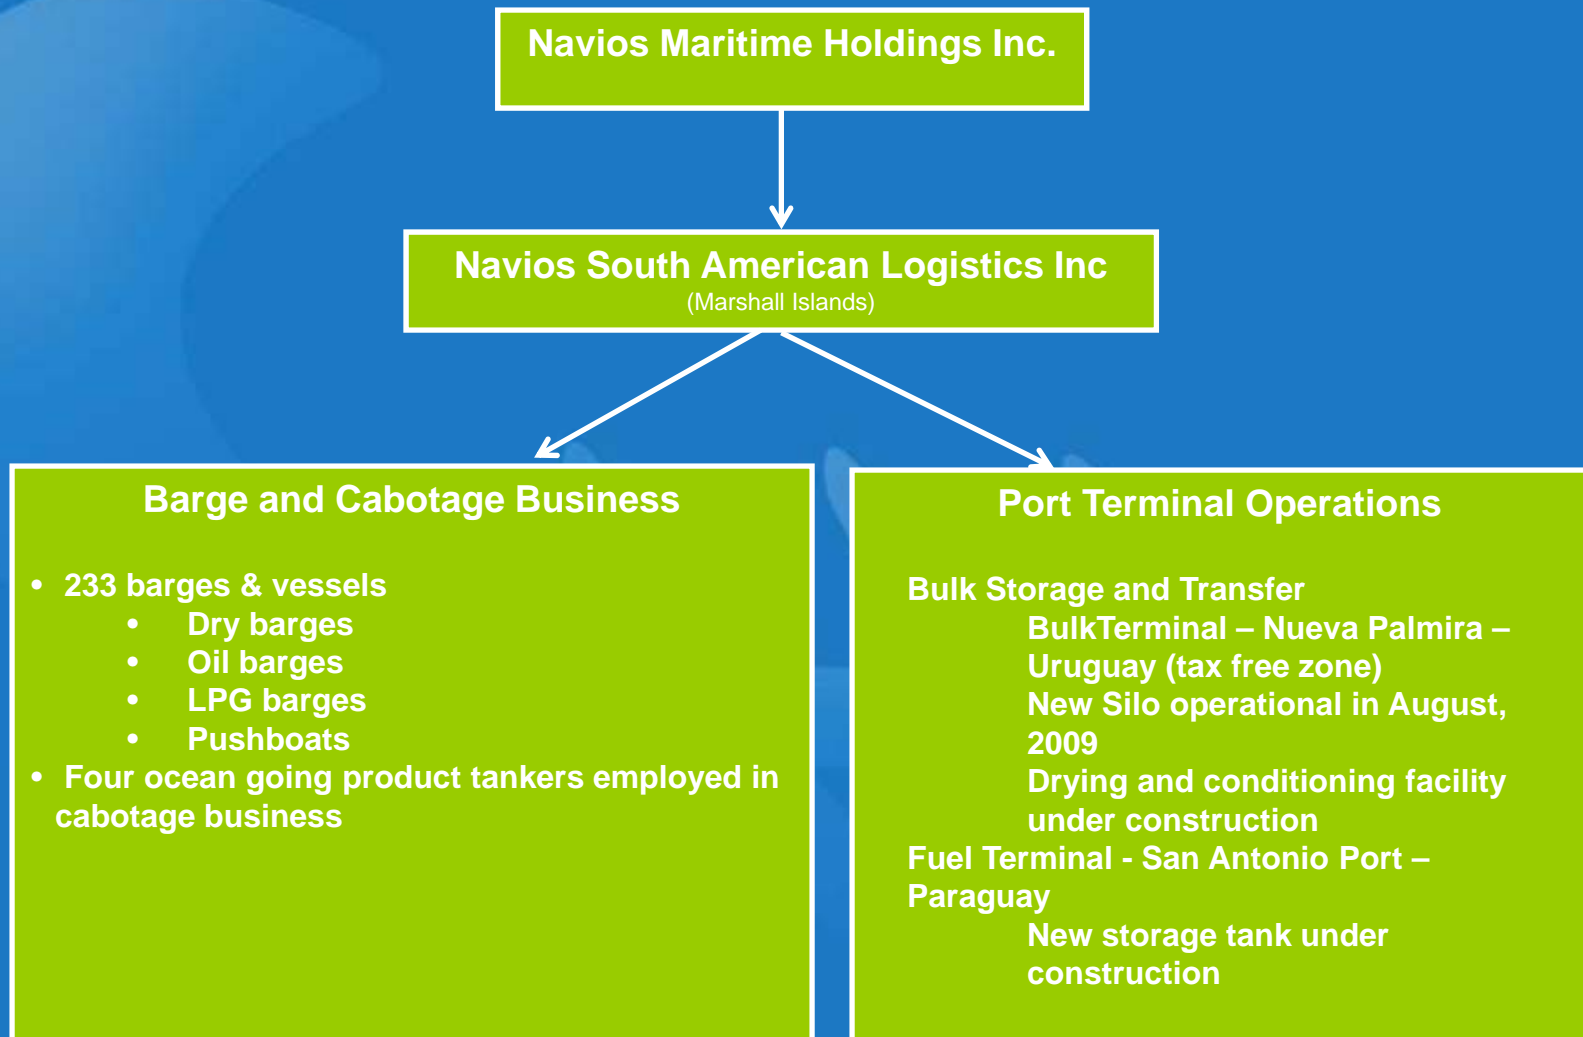 Navios Maritime Holdings Inc.
Navios South American Logistics Inc
(Marshall Islands)
Barge and Cabotage Business
• 233 barges & vessels
• Dry barges
• Oil barges
• LPG barges
• Pushboats
• Four ocean going product tankers employed in
cabotage business
Port Terminal Operations
Bulk Storage and Transfer
BulkTerminal – Nueva Palmira –
Uruguay (tax free zone)
New Silo operational in August,
2009
Drying and conditioning facility
under construction
Fuel Terminal - San Antonio Port –
Paraguay
New storage tank under
construction